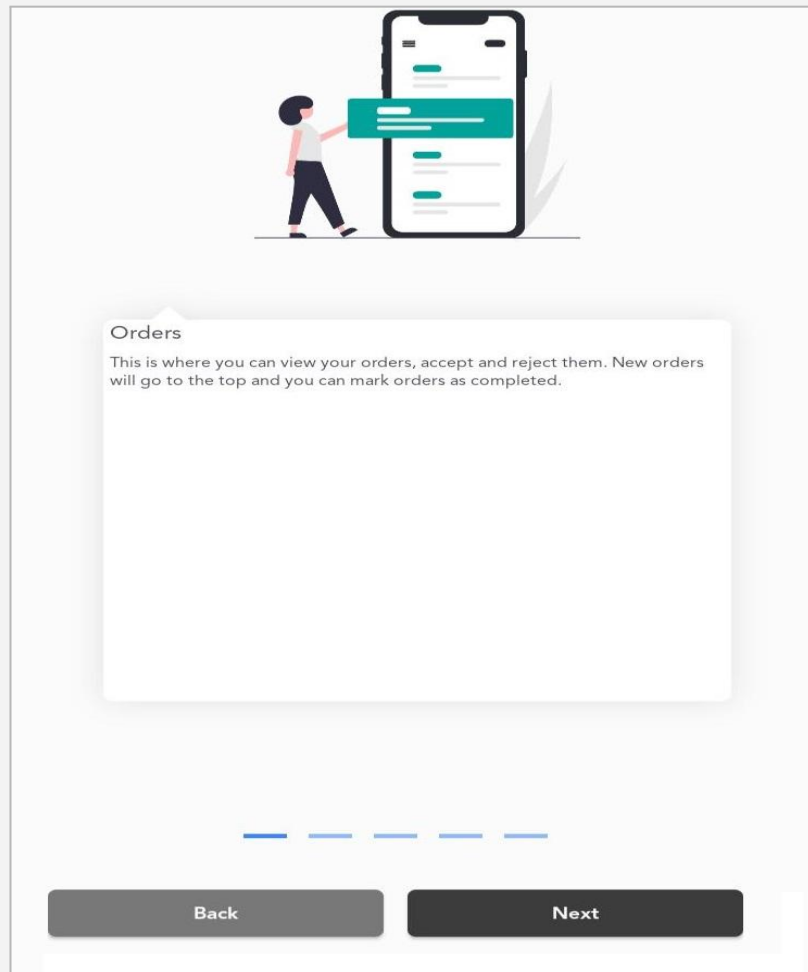 Orders
This is where you can view your orders, accept and reject them. New orders
will go to the top and you can mark orders as completed.
Back
Next